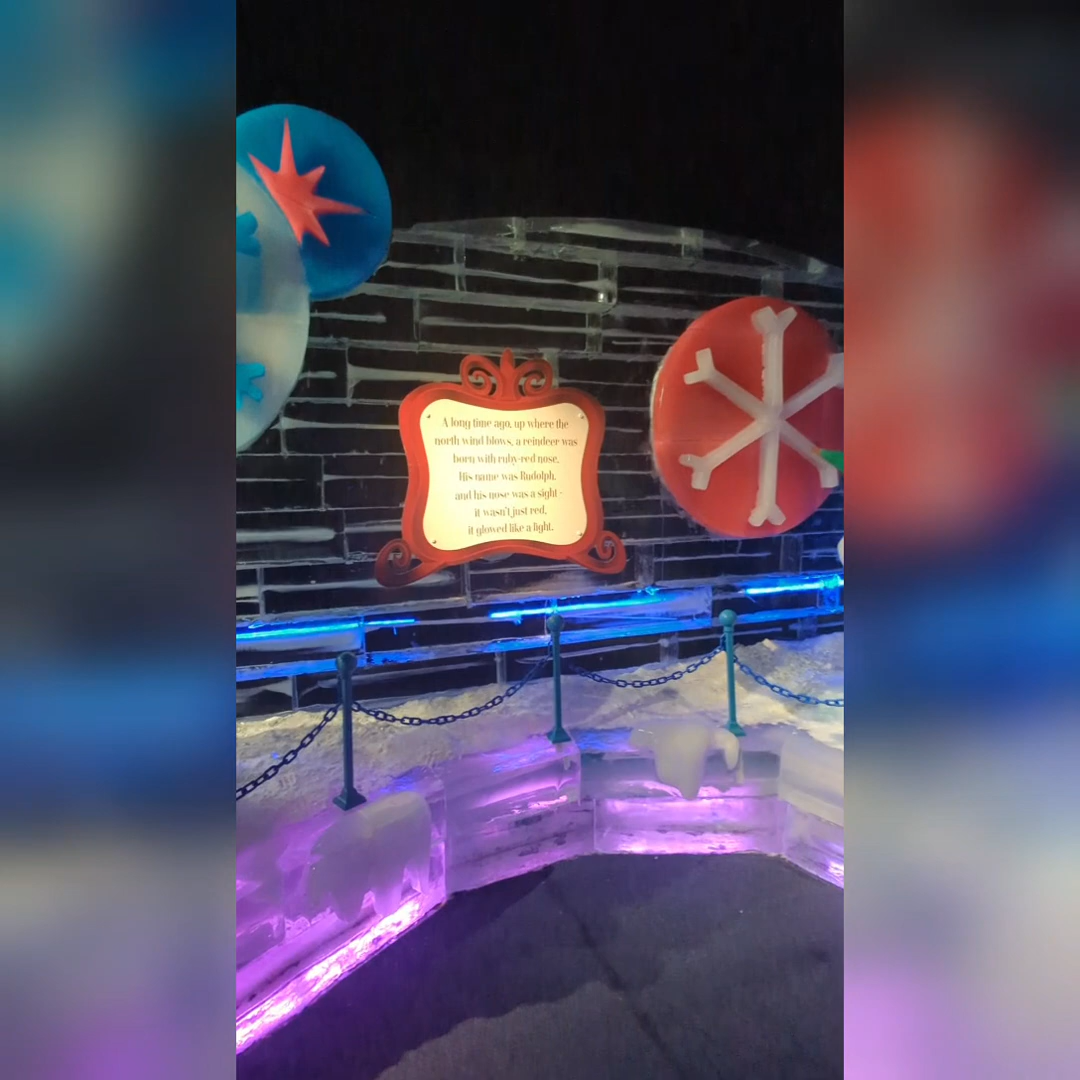 A long time ago, up where the
north wind blows, a reindeer was
born with ruby-red nose.
His name was Rudolph,
and his nose was a sight -
it wasn't just red,
it glowed like a light.